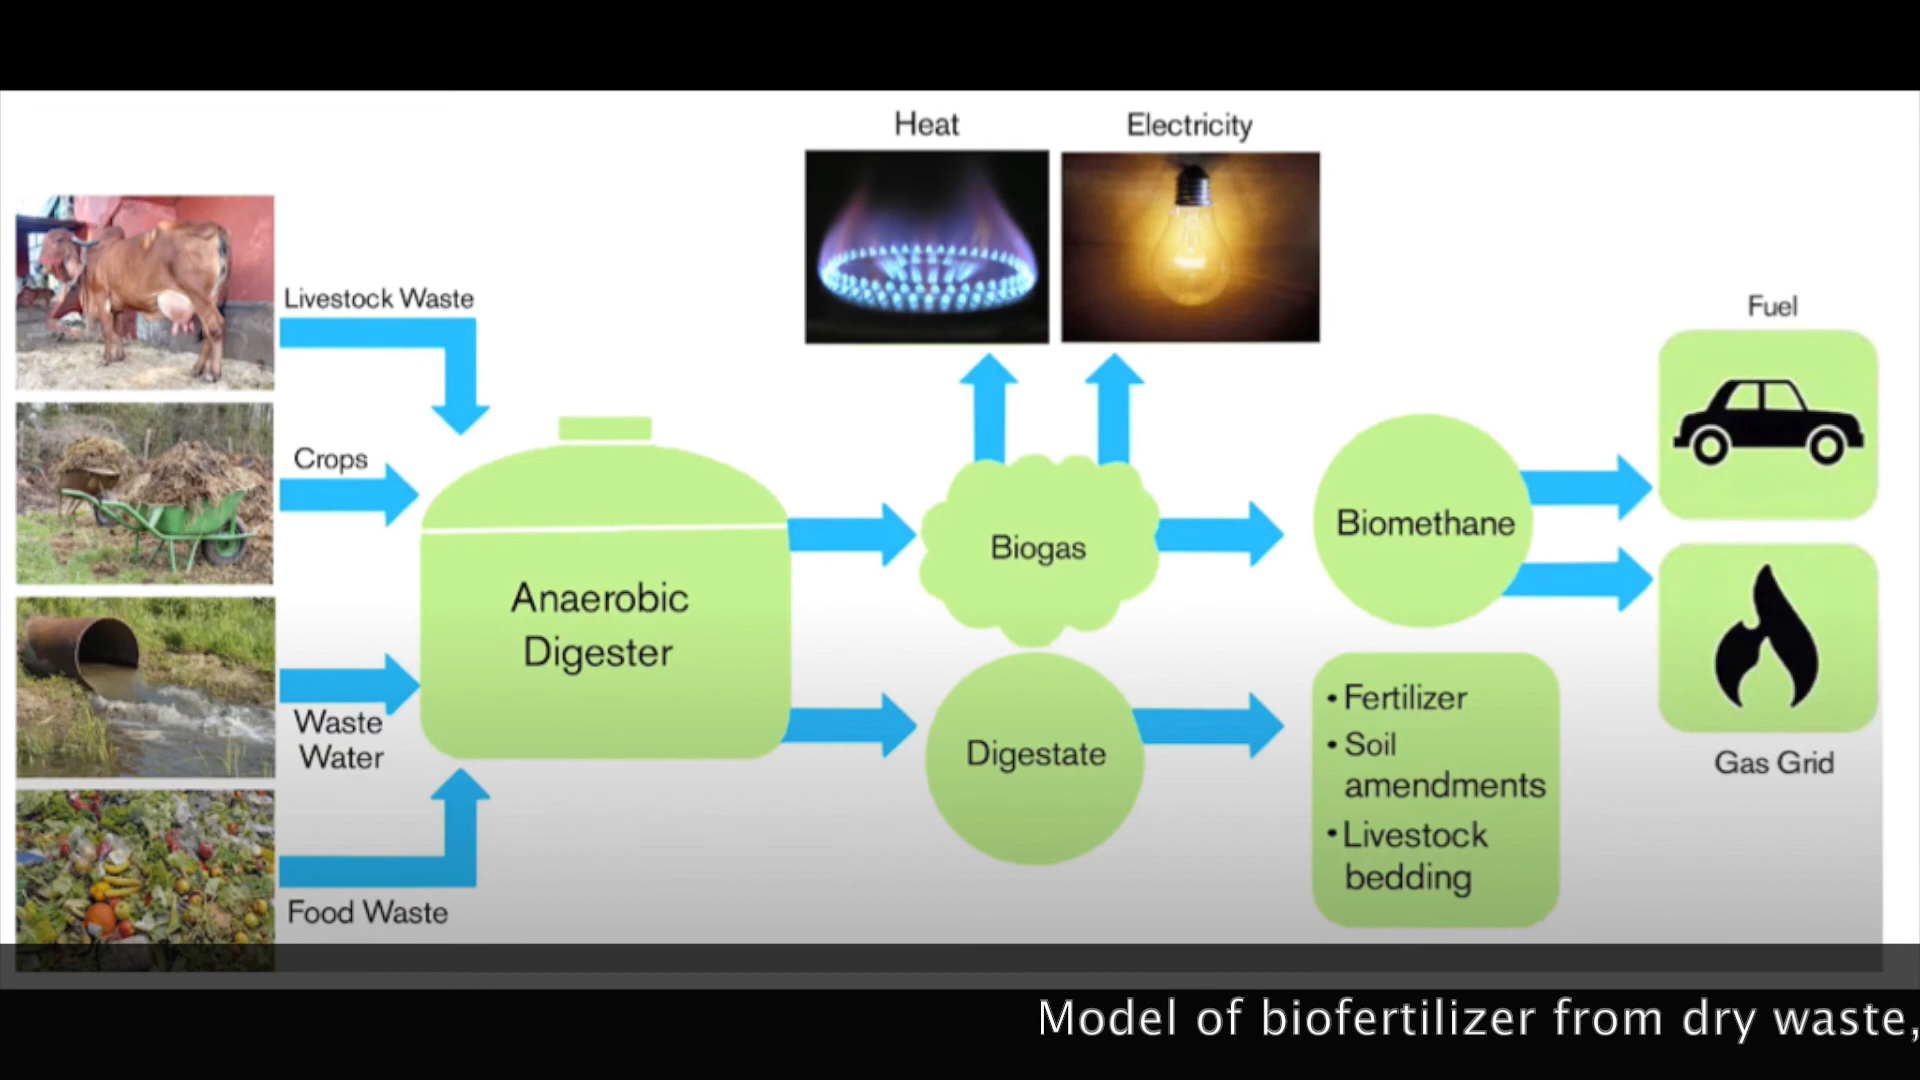 Heat
Electricity
Livestock Waste
Crops
Waste
Water
Food Waste
Anaerobic
Digester
Biogas
Digestate
Biomethane
• Fertilizer
• Soil
amendments
• Livestock
bedding
Fuel
Gas Grid
Model of biofertilizer from dry waste,